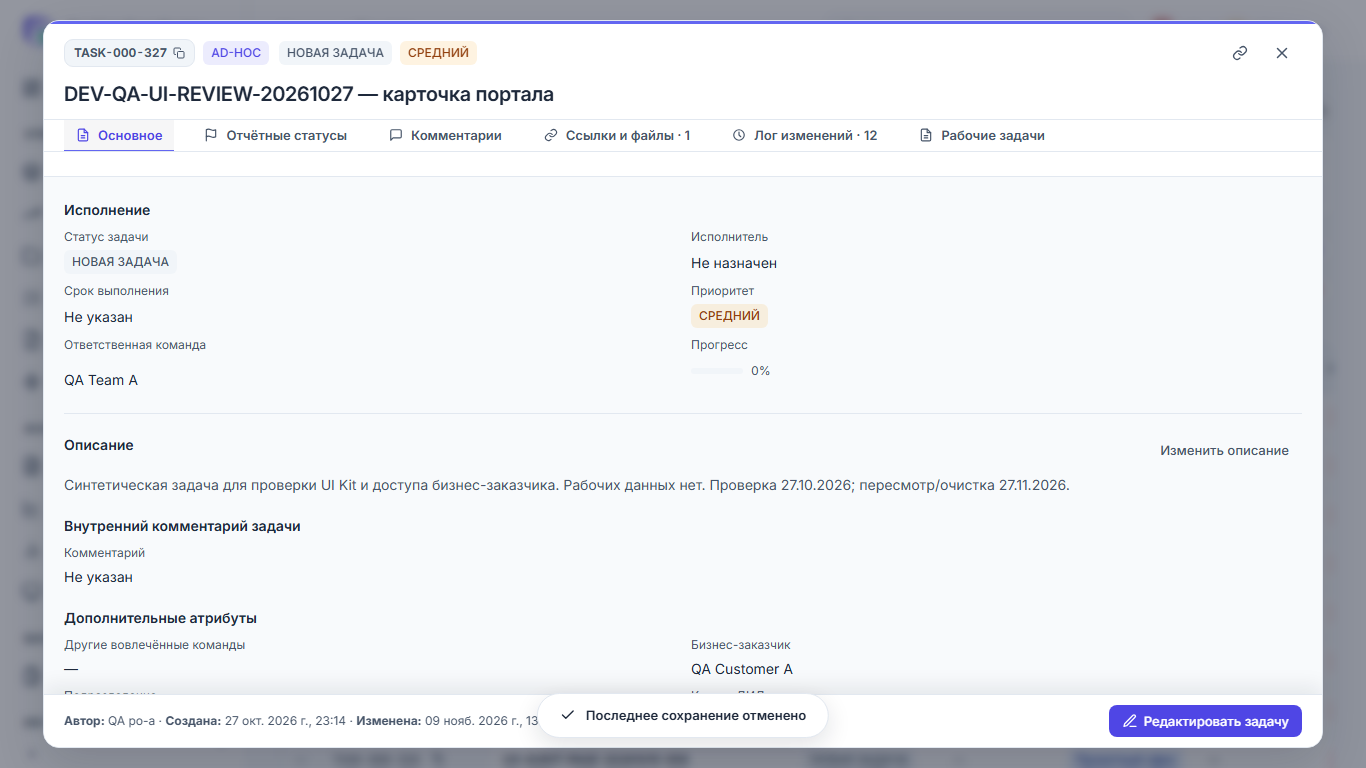 TASK-000-327 AD-HOC НОВАЯ ЗАДАЧА СРЕДНИЙ
DEV-QA-UI-REVIEW-20261027 — карточка портала
Основное Отчётные статусы Комментарии Ссылки и файлы · 1 Лог изменений · 12 Рабочие задачи
Исполнение
Статус задачи Исполнитель
НОВАЯ ЗАДАЧА Не назначен
Срок выполнения Приоритет
Не указан СРЕДНИЙ
Ответственная команда Прогресс
QA Team A 0%
Описание Изменить описание
Синтетическая задача для проверки UI Kit и доступа бизнес-заказчика. Рабочих данных нет. Проверка 27.10.2026; пересмотр/очистка 27.11.2026.
Внутренний комментарий задачи
Комментарий
Не указан
Дополнительные атрибуты
Другие вовлечённые команды Бизнес-заказчик
— QA Customer A
Автор: QA po-a · Создана: 27 окт. 2026 г., 23:14 · Изменена: 09 нояб. 2026 г., 13
Последнее сохранение отменено
Редактировать задачу